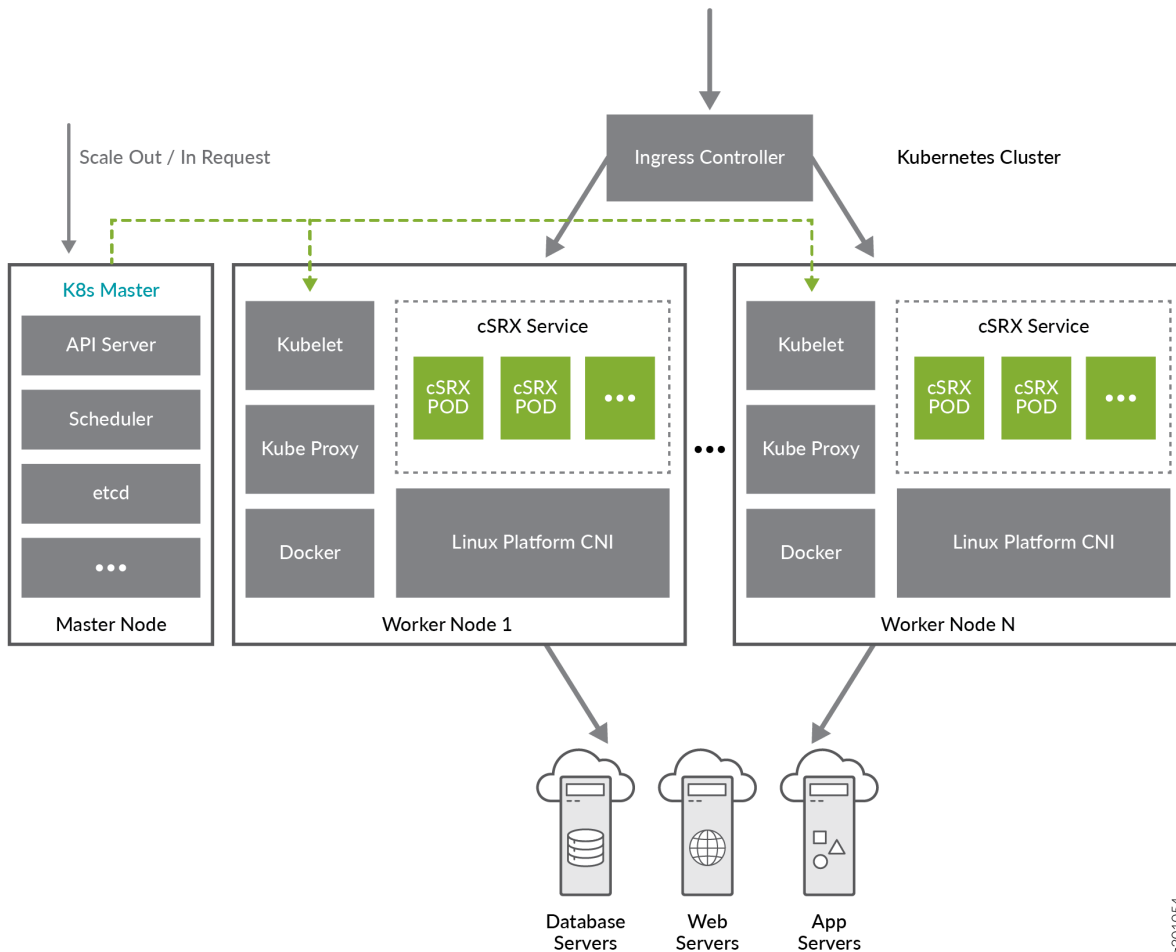 Ingress Controller
Kubernetes Cluster
Scale Out / In Request
K8s Master
API Server
Scheduler
etcd
Master Node
Kubelet
Kube Proxy
Docker
cSRX Service
cSRX
POD
cSRX
POD
Linux Platform CNI
Worker Node 1
Kubelet
Kube Proxy
Docker
cSRX Service
cSRX
POD
cSRX
POD
Linux Platform CNI
Worker Node N
Database
Servers
Web
Servers
App
Servers